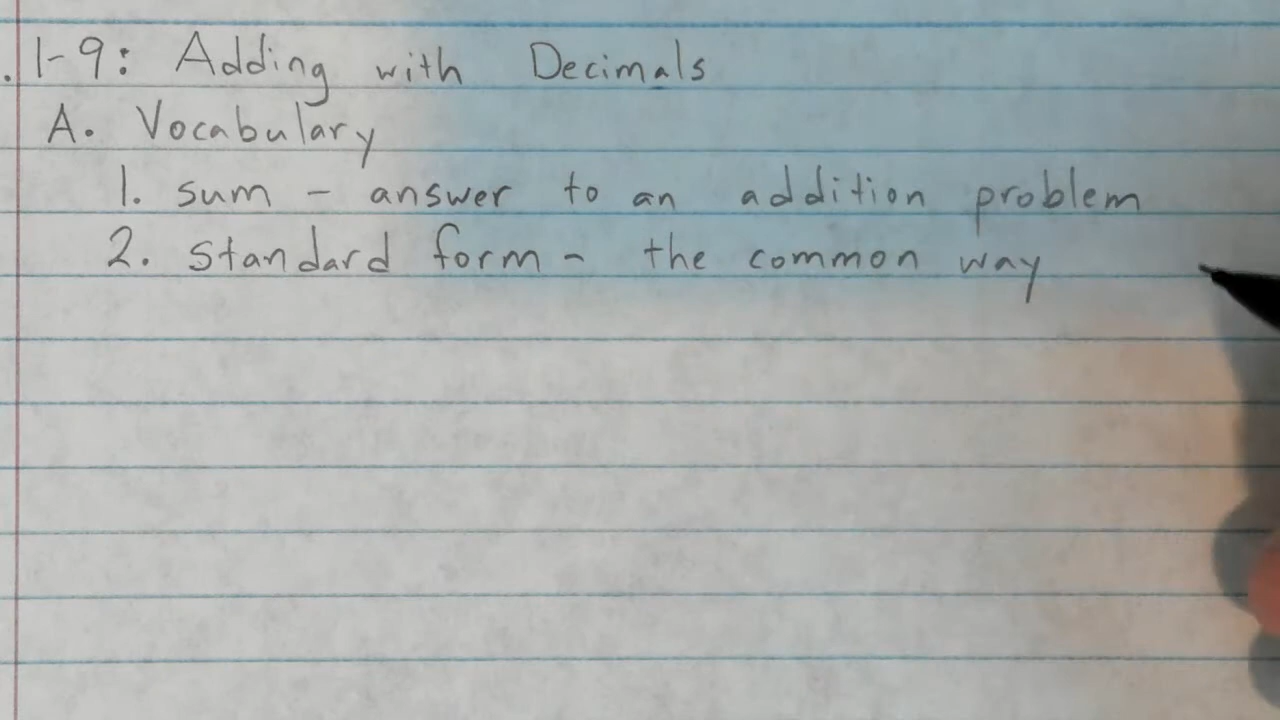 . 1-9: Adding with Decimals
A. Vocabulary
1. sum - answer to an addition problem
2. standard form - the common way